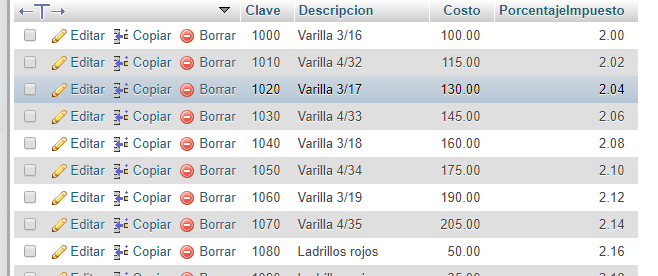 Clave Descripcion Costo PorcentajeImpuesto
Editar Copiar Borrar 1000 Varilla 3/16 100.00 2.00
Editar Copiar Borrar 1010 Varilla 4/32 115.00 2.02
Editar Copiar Borrar 1020 Varilla 3/17 130.00 2.04
Editar Copiar Borrar 1030 Varilla 4/33 145.00 2.06
Editar Copiar Borrar 1040 Varilla 3/18 160.00 2.08
Editar Copiar Borrar 1050 Varilla 4/34 175.00 2.10
Editar Copiar Borrar 1060 Varilla 3/19 190.00 2.12
Editar Copiar Borrar 1070 Varilla 4/35 205.00 2.14
Editar Copiar Borrar 1080 Ladrillos rojos 50.00 2.16